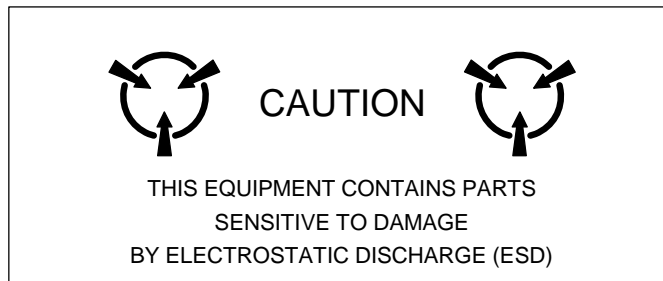 CAUTION
THIS EQUIPMENT CONTAINS PARTS
SENSITIVE TO DAMAGE
BY ELECTROSTATIC DISCHARGE (ESD)